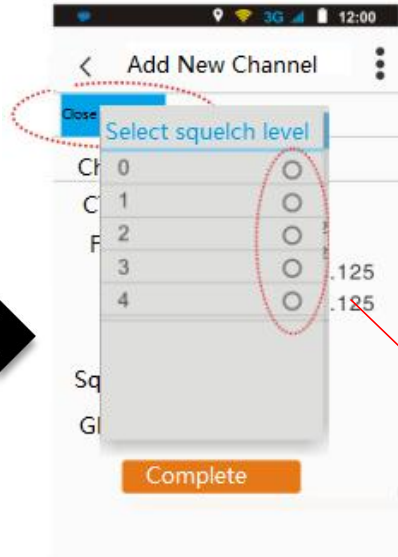 3G 12:00
Add New Channel
Close
Select squelch level
Ch 0
1
2
3 .125
4 .125
Sq
Complete